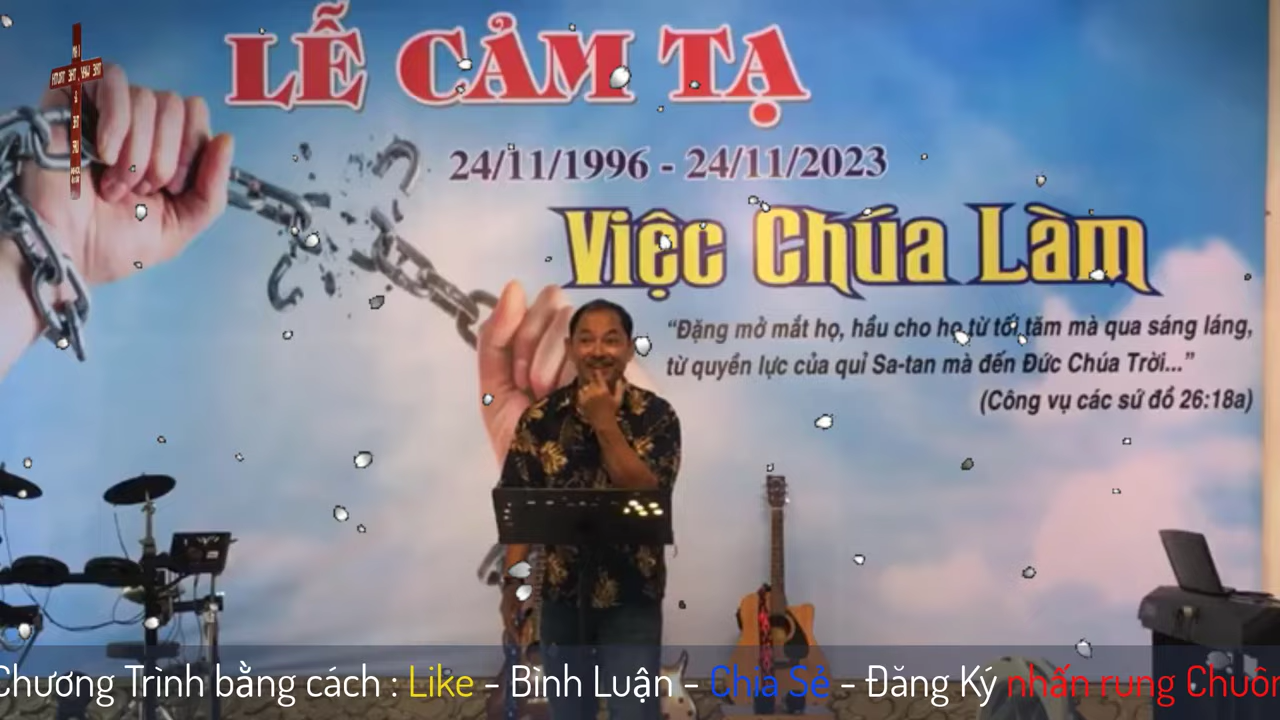 LỄ CẢM TẠ
24/11/1996 - 24/11/2023
Việc Chúa Làm
“Đặng mở mắt họ, hầu cho họ từ tối tăm mà qua sáng láng,
từ quyền lực của quỉ Sa-tan mà đến Đức Chúa Trời...”
(Công vụ các sứ đồ 26:18a)
Chương Trình bằng cách : Like - Bình Luận - Chia Sẻ - Đăng Ký nhấn rung Chuôn